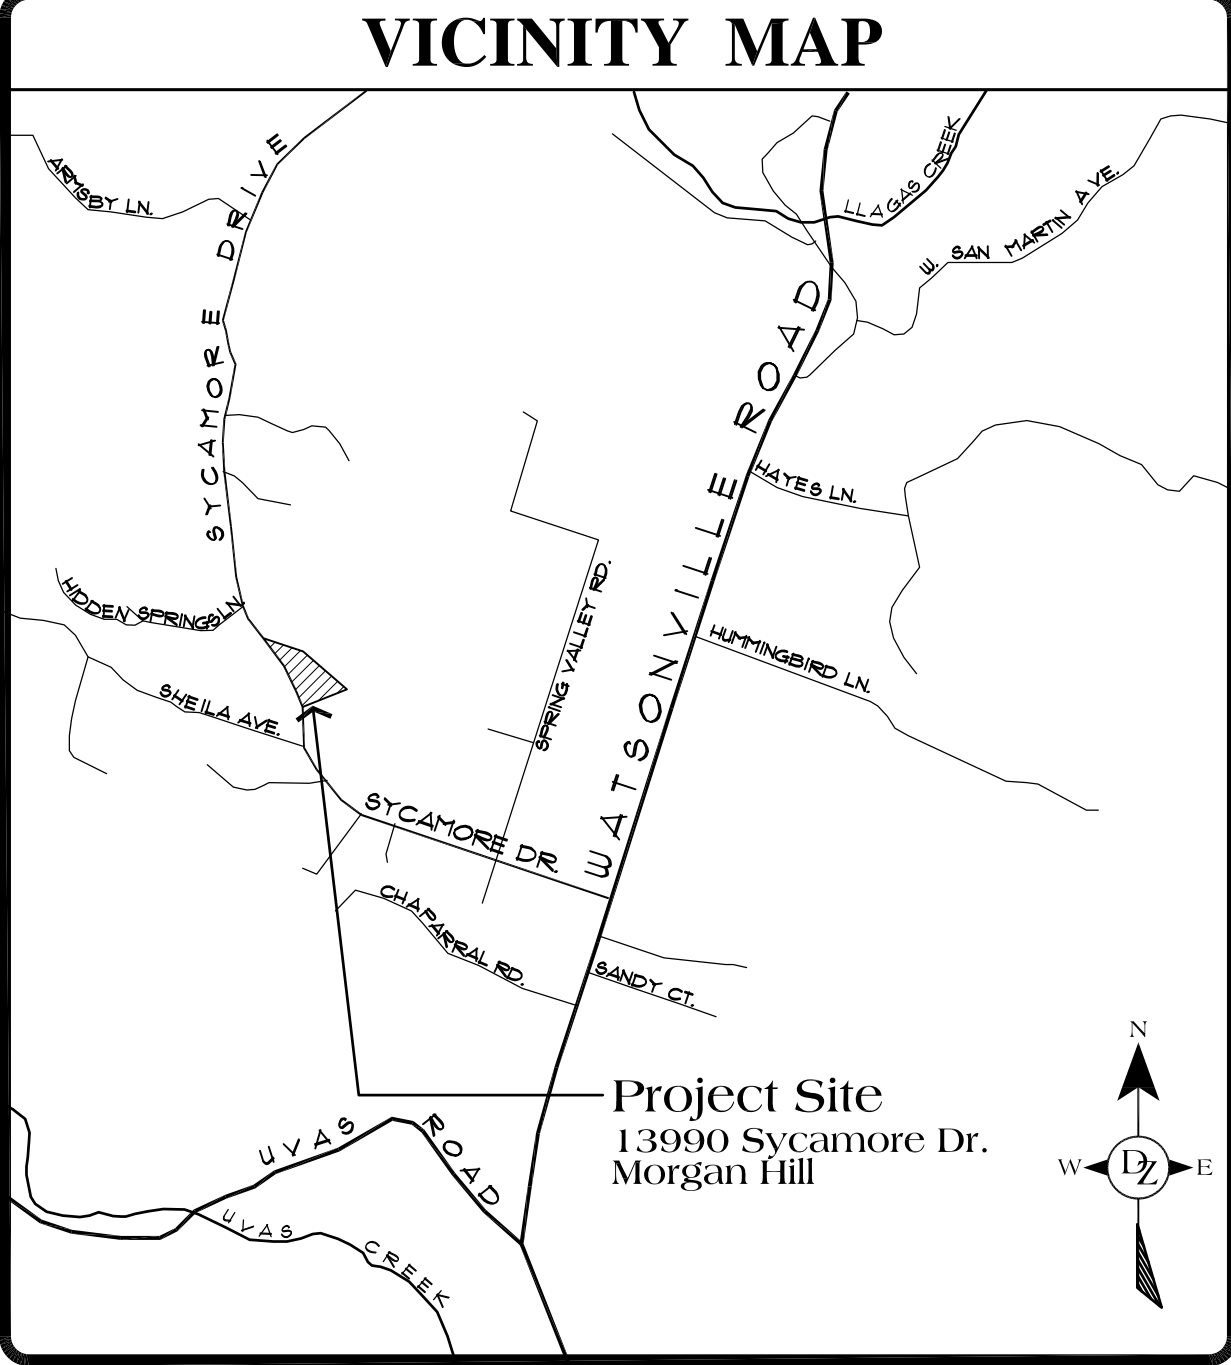 VICINITY MAP
ARMSBY LN.
SYCAMORE DRIVE
LLAGAS CREEK
W. SAN MARTIN AVE.
WATSONVILLE ROAD
HAYES LN.
HIDDEN SPRINGS LN.
SPRING VALLEY RD.
HUMMINGBIRD LN.
SHEILA AVE.
SYCAMORE DR.
CHAPARRAL RD.
SANDY CT.
N
Project Site
13990 Sycamore Dr.
Morgan Hill
W DZ E
UVAS ROAD
UVAS CREEK